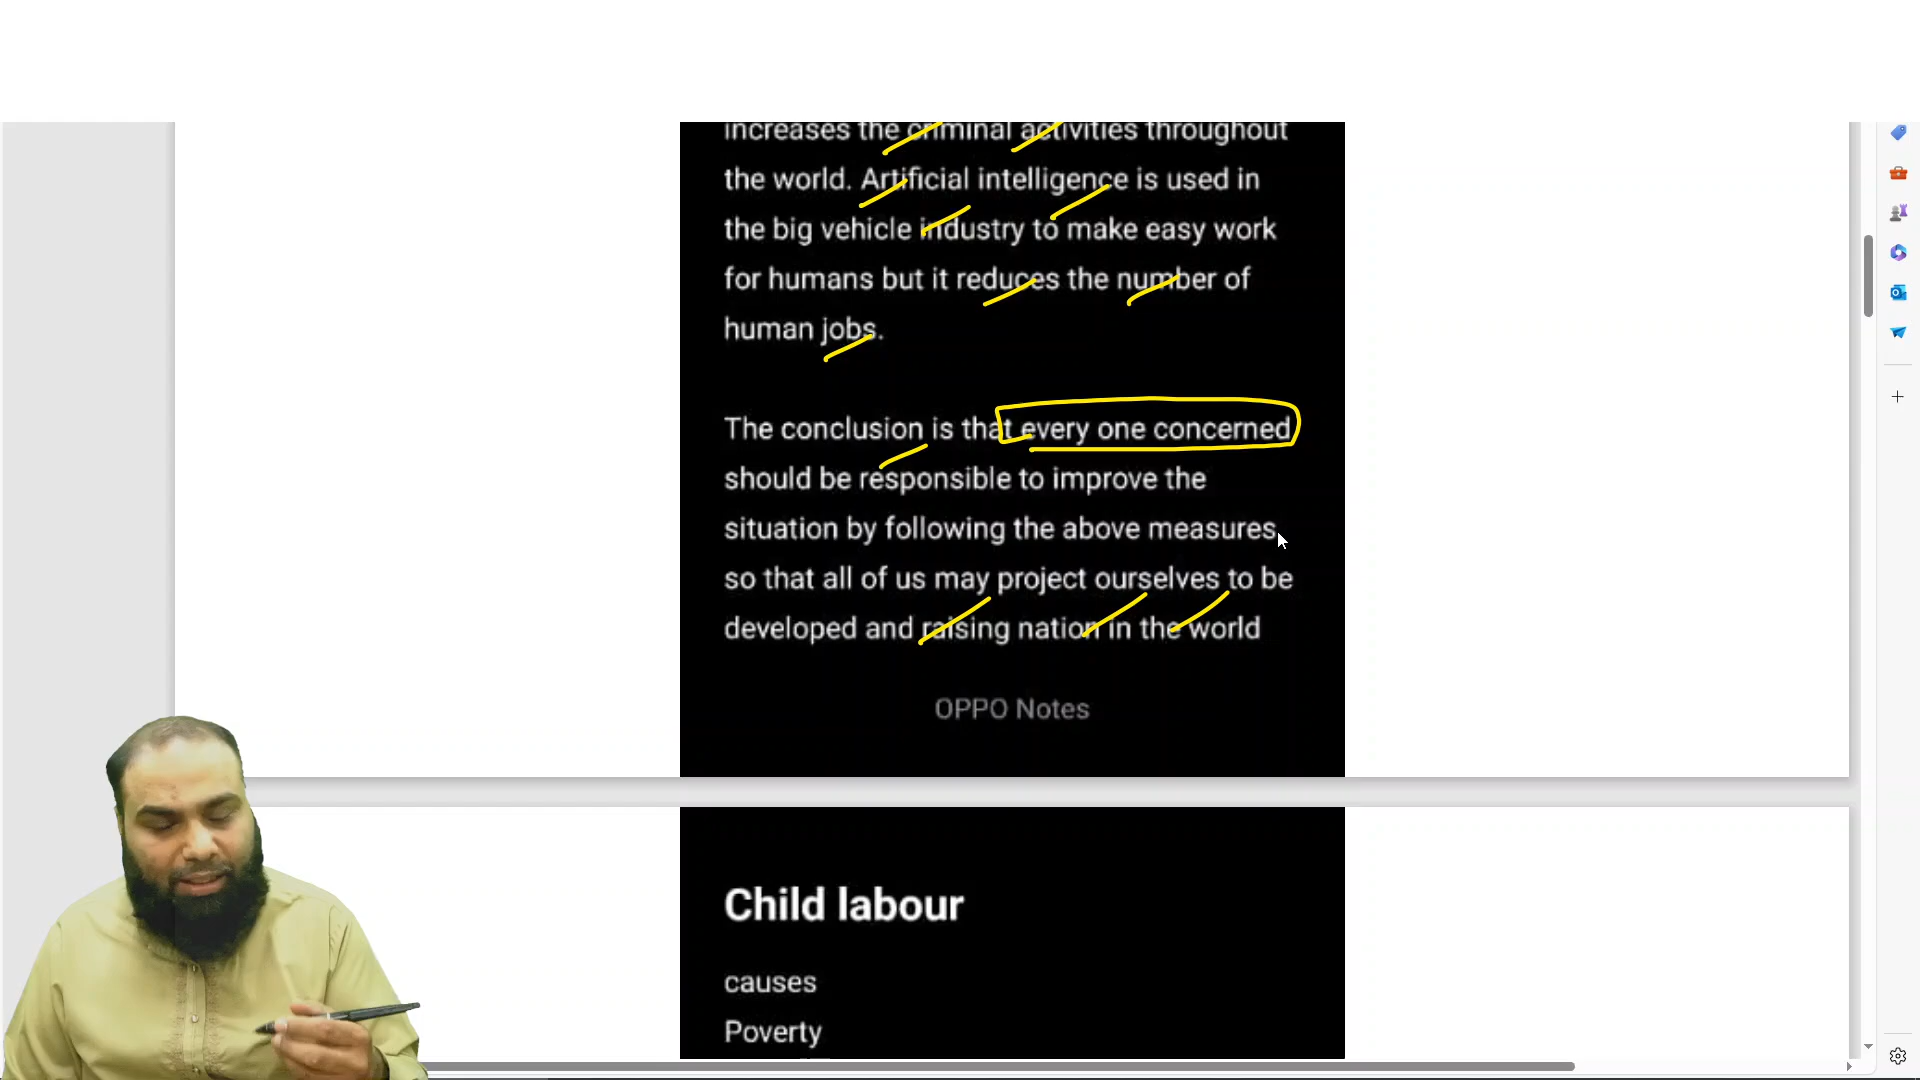 increases the criminal activities throughout
the world. Artificial intelligence is used in
the big vehicle industry to make easy work
for humans but it reduces the number of
human jobs.
The conclusion is that every one concerned
should be responsible to improve the
situation by following the above measures,
so that all of us may project ourselves to be
developed and raising nation in the world
OPPO Notes
Child labour
causes
Poverty